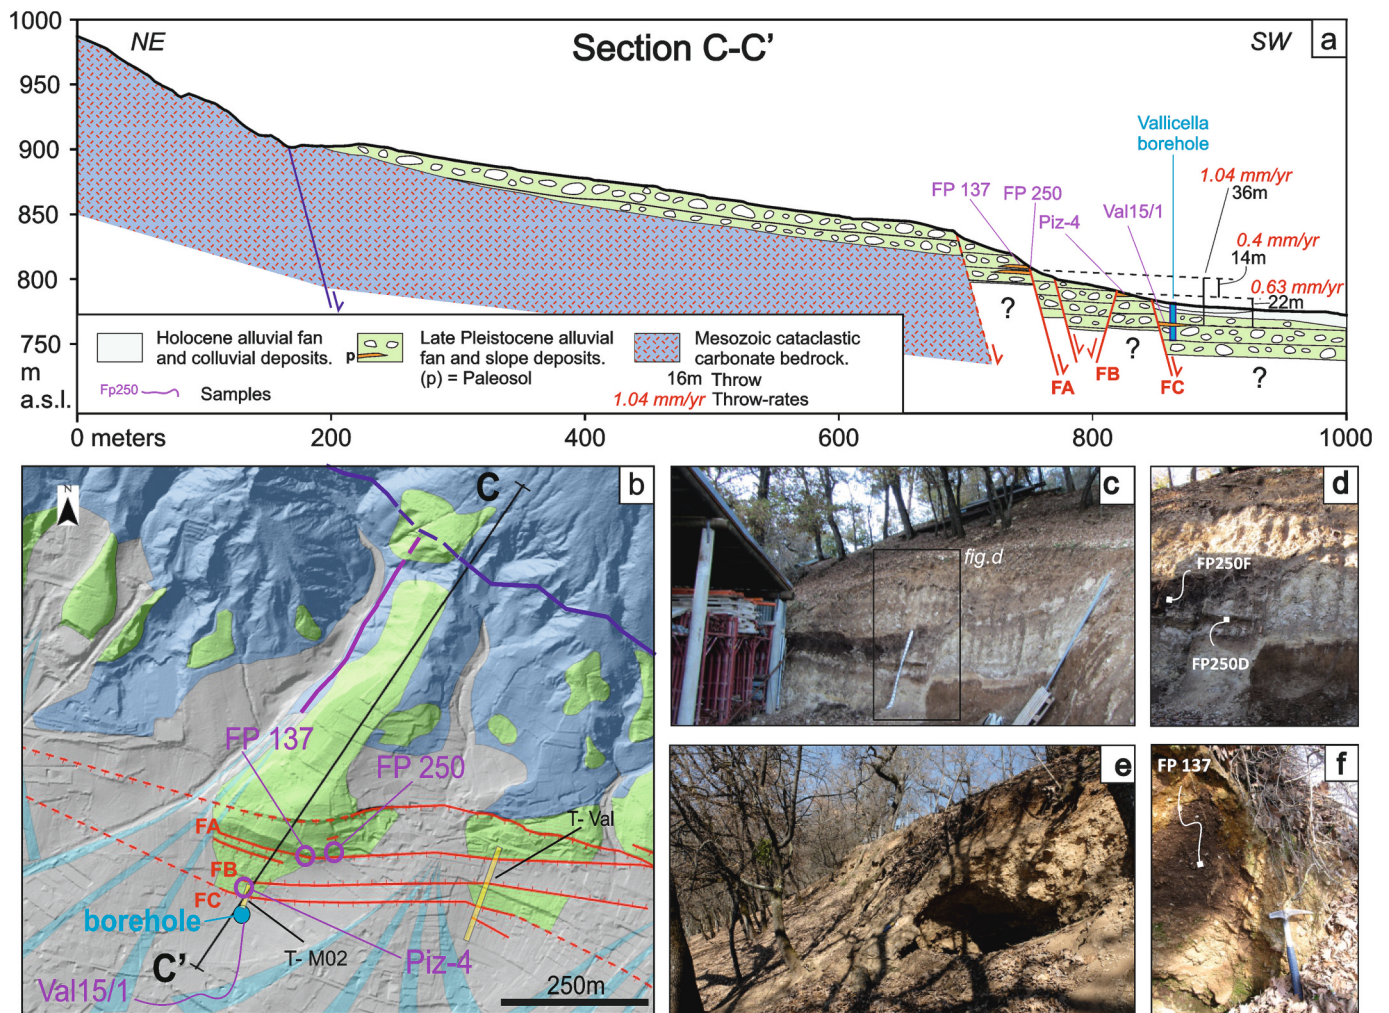 Section C-C'
NE
SW
a
1000
950
900
850
800
750
m
a.s.l.
Vallicella
borehole
1.04 mm/yr
36m
FP 137
FP 250
Piz-4
Val15/1
0.4 mm/yr
14m
0.63 mm/yr
22m
?
?
?
FA
FB
FC
Holocene alluvial fan
and colluvial deposits.
p
Late Pleistocene alluvial
fan and slope deposits.
(p) = Paleosol
Mesozoic cataclastic
carbonate bedrock.
Fp250
Samples
16m Throw
1.04 mm/yr Throw-rates
0 meters
200
400
600
800
1000
b
N
C
FP 137
FP 250
FA
T- Val
FB
FC
borehole
T- M02
C'
Piz-4
Val15/1
250m
c
fig.d
d
FP250F
FP250D
e
f
FP 137